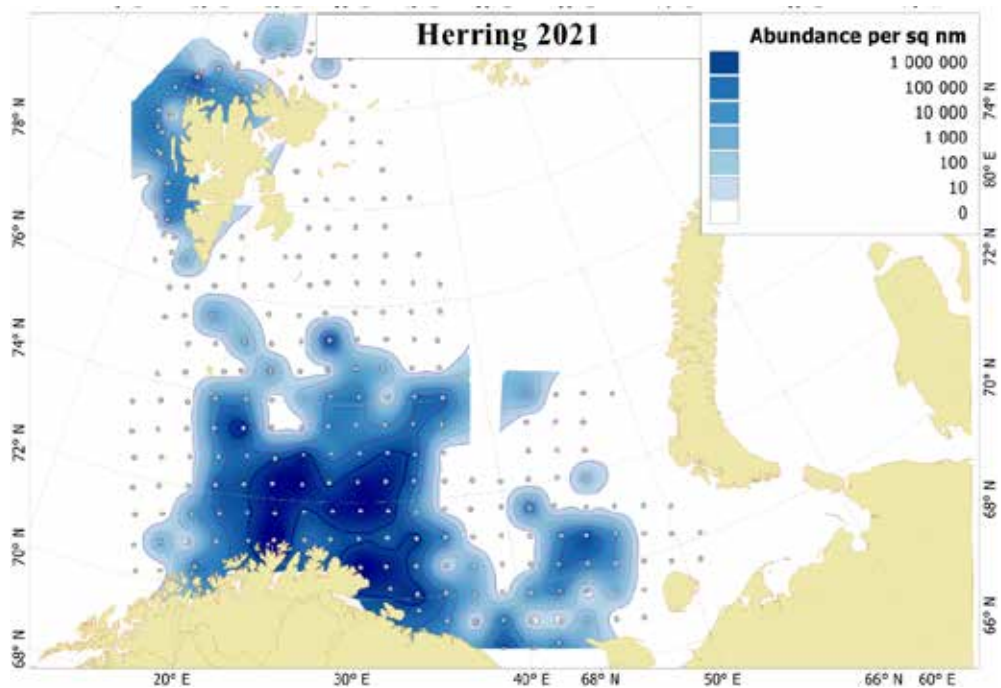 Herring 2021
Abundance per sq nm
1 000 000
100 000
10 000
1 000
100
10
0
78° N
76° N
74° N
72° N
70° N
68° N
74° N
80° E
72° N
70° N
68° N
66° N
20° E
30° E
40° E
68° N
50° E
66° N
60° E